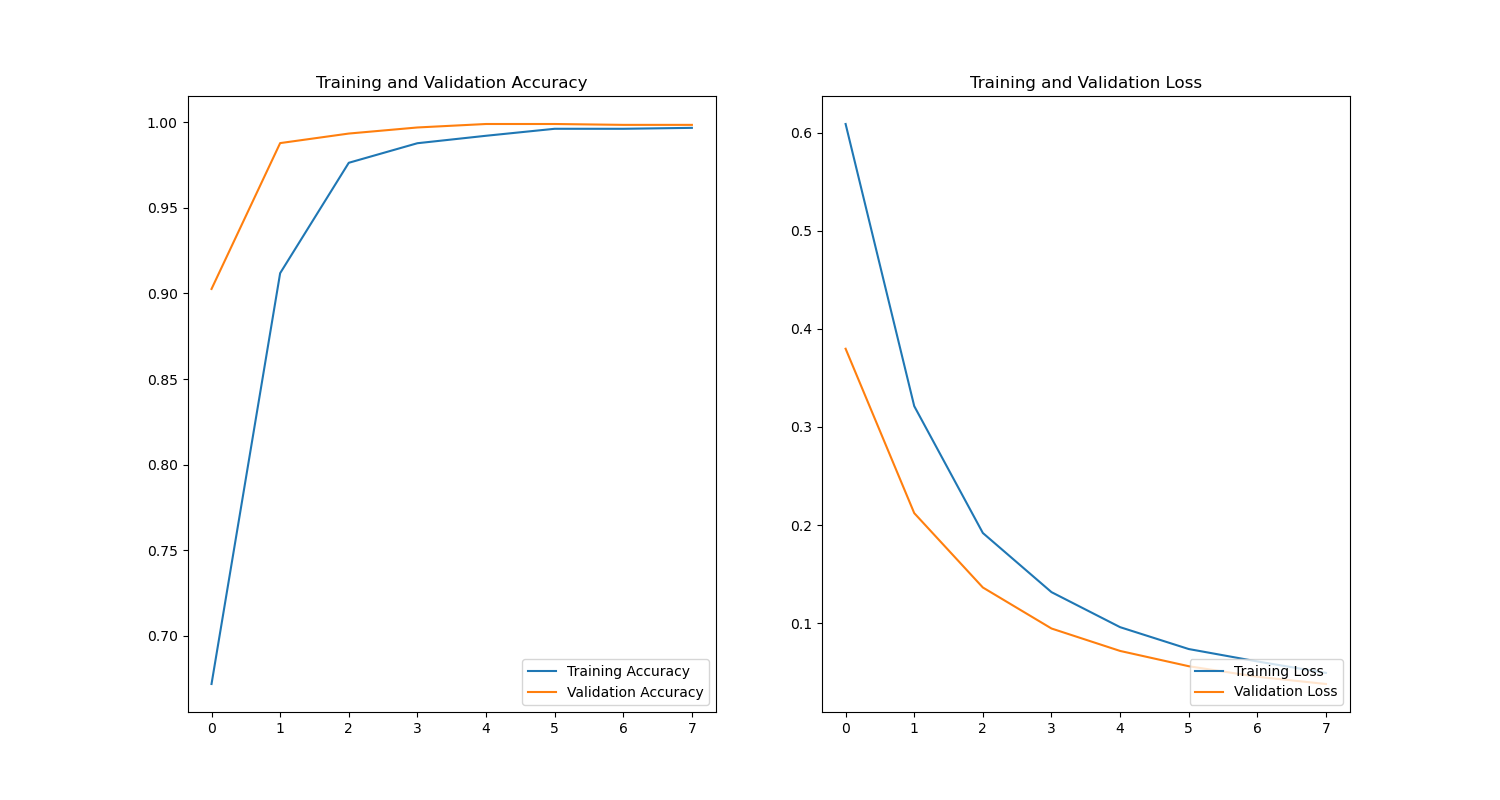 Training and Validation Accuracy
1.00
0.95
0.90
0.85
0.80
0.75
0.70
Training Accuracy
Validation Accuracy
0 1 2 3 4 5 6 7
Training and Validation Loss
0.6
0.5
0.4
0.3
0.2
0.1
Training Loss
Validation Loss
0 1 2 3 4 5 6 7